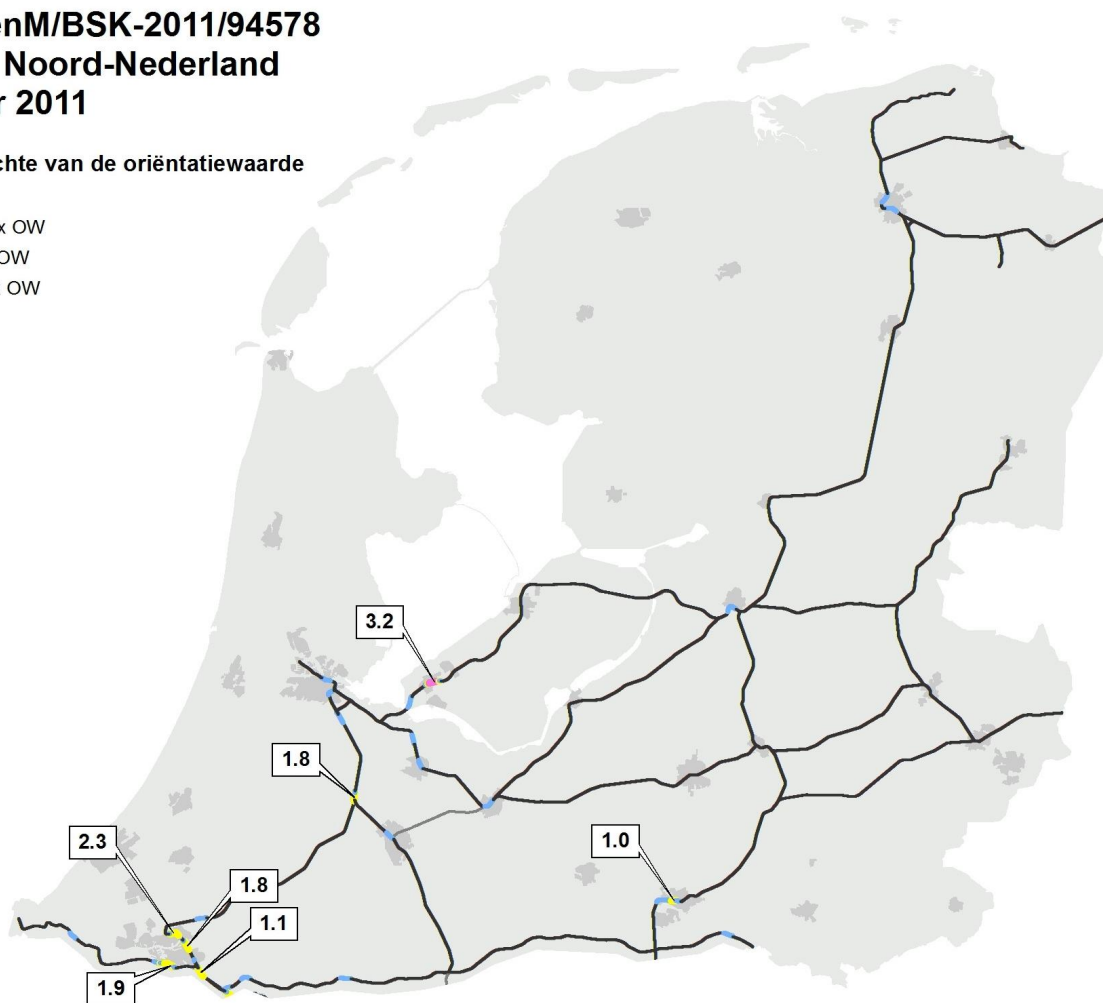 enM/BSK-2011/94578
Noord-Nederland
r 2011
chte van de oriëntatiewaarde
x OW
OW
OW
3.2
1.8
2.3
1.8
1.0
1.1
1.9